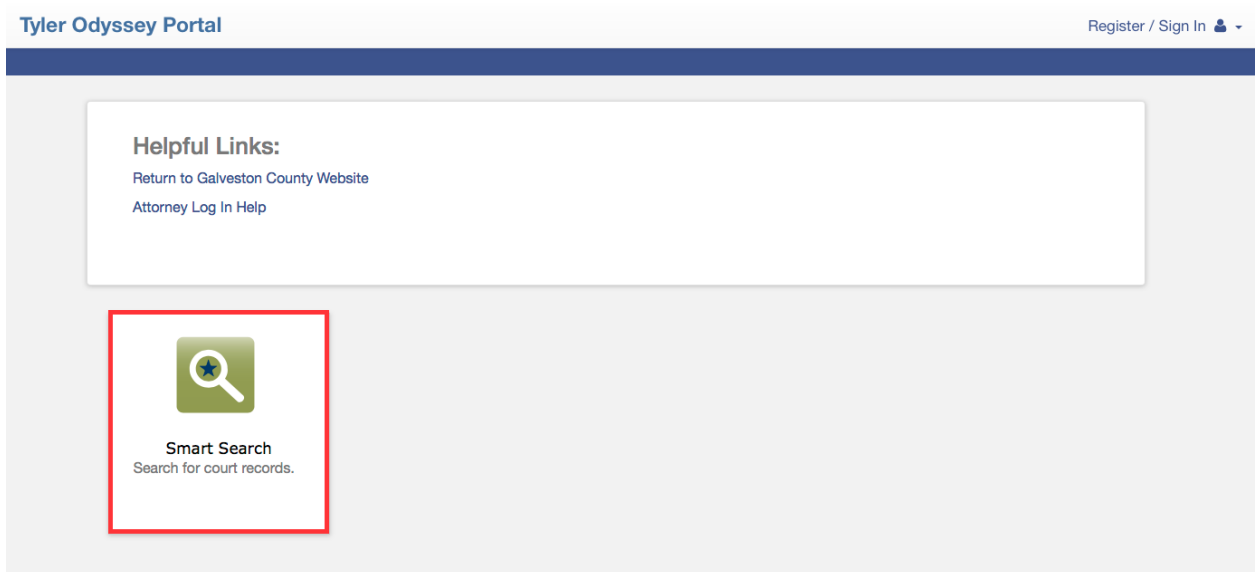 Tyler Odyssey Portal
Register / Sign In
Helpful Links:
Return to Galveston County Website
Attorney Log In Help
Smart Search
Search for court records.